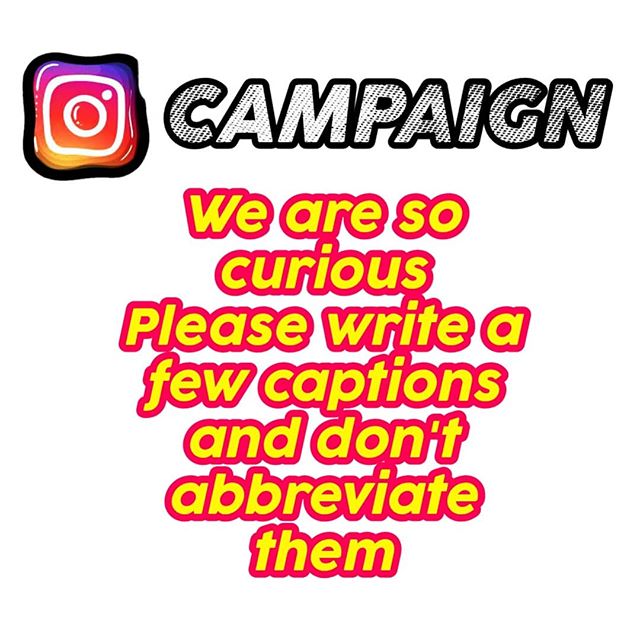 CAMPAIGN
We are so
curious
Please write a
few captions
and don't
abbreviate
them